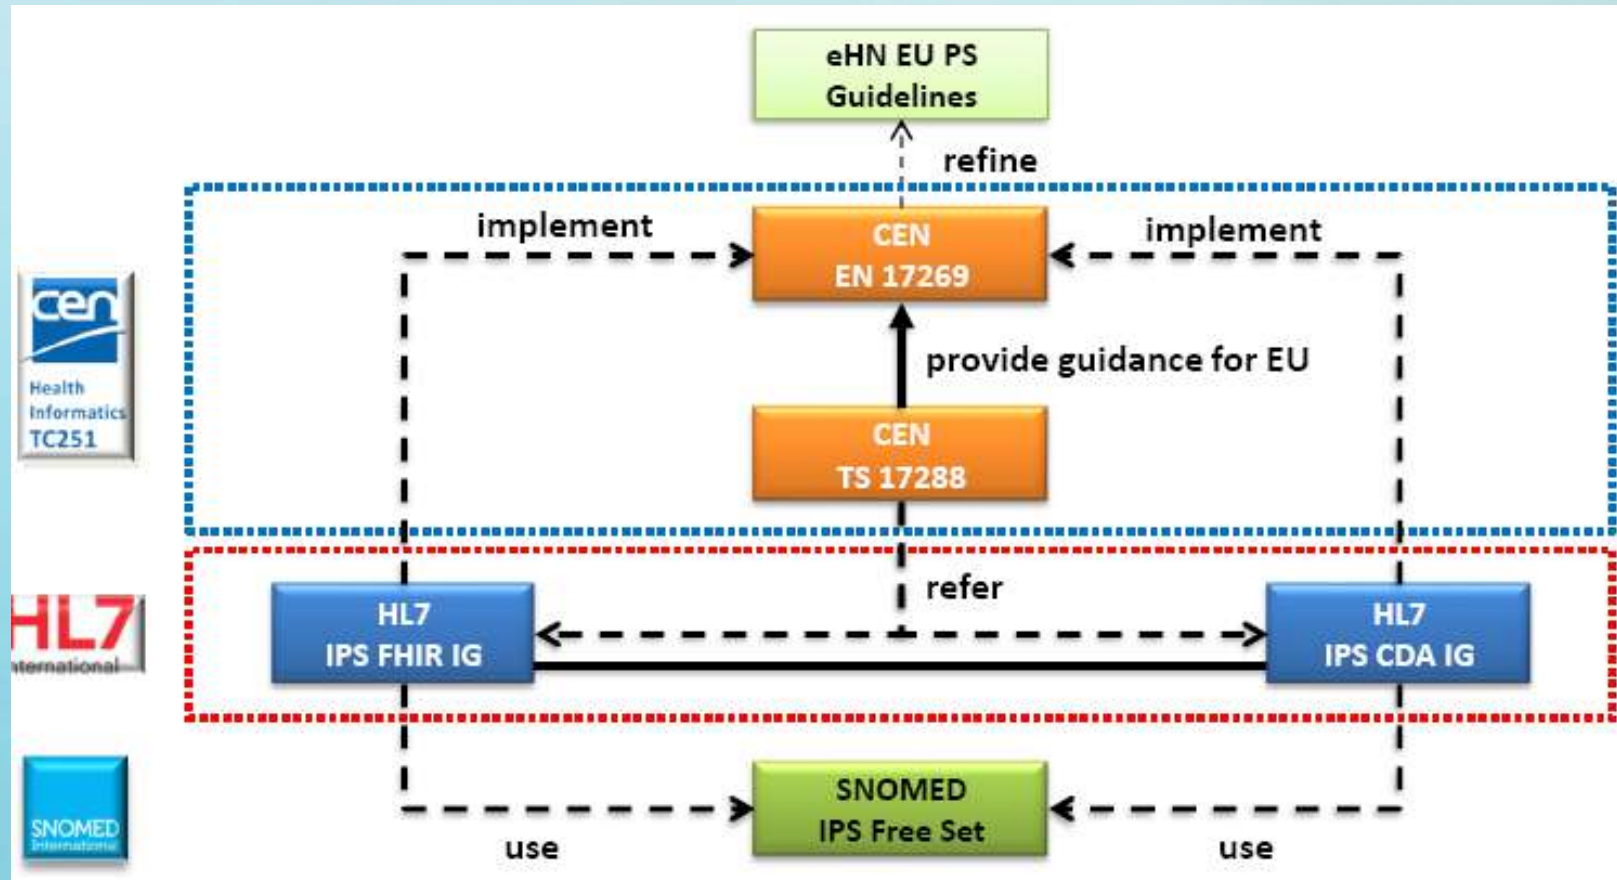 eHN EU PS
Guidelines
refine
implement
CEN
EN 17269
implement
cen
Health
Informatics
TC251
provide guidance for EU
CEN
TS 17288
HL7
International
HL7
IPS FHIR IG
refer
HL7
IPS CDA IG
SNOMED
International
SNOMED
IPS Free Set
use
use